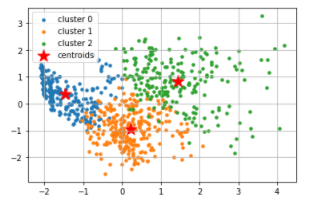 cluster 0
cluster 1
cluster 2
centroids
3
2
1
0
−1
−2
−2 −1 0 1 2 3 4